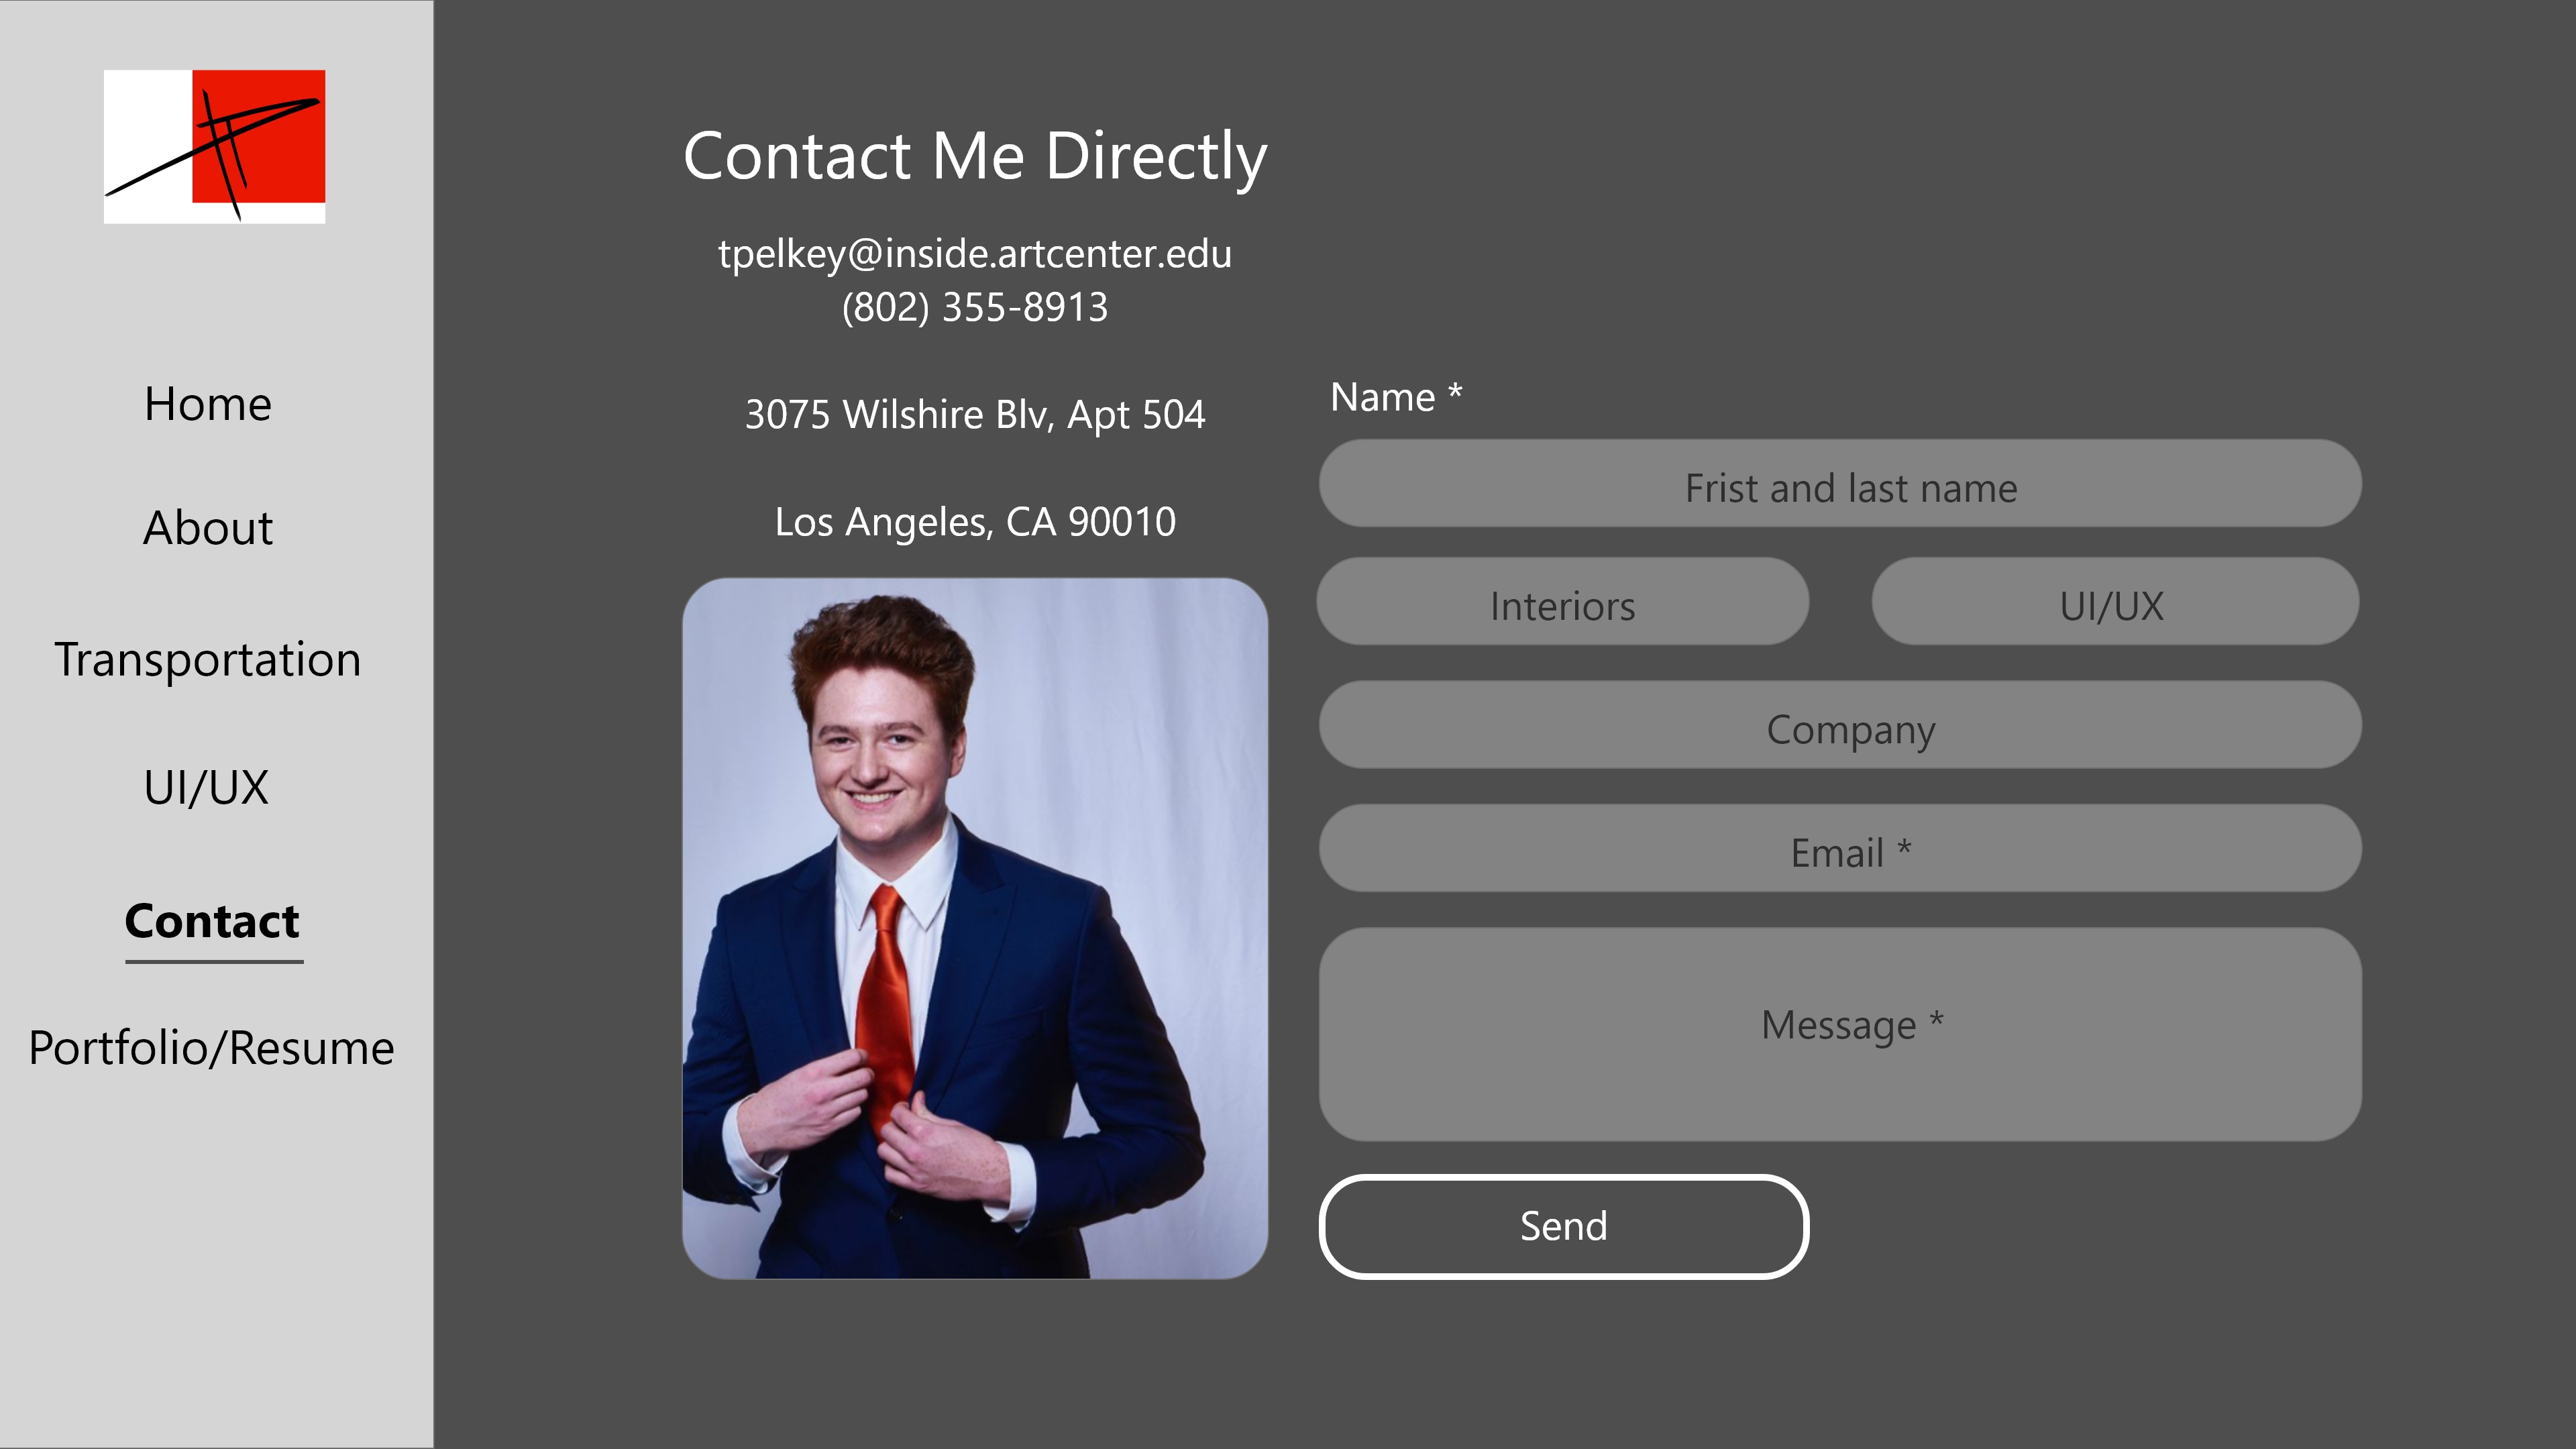 Home
About
Transportation
UI/UX
Contact
Portfolio/Resume
Contact Me Directly
tpelkey@inside.artcenter.edu
(802) 355-8913
3075 Wilshire Blv, Apt 504
Los Angeles, CA 90010
Name *
Frist and last name
Interiors
UI/UX
Company
Email *
Message *
Send